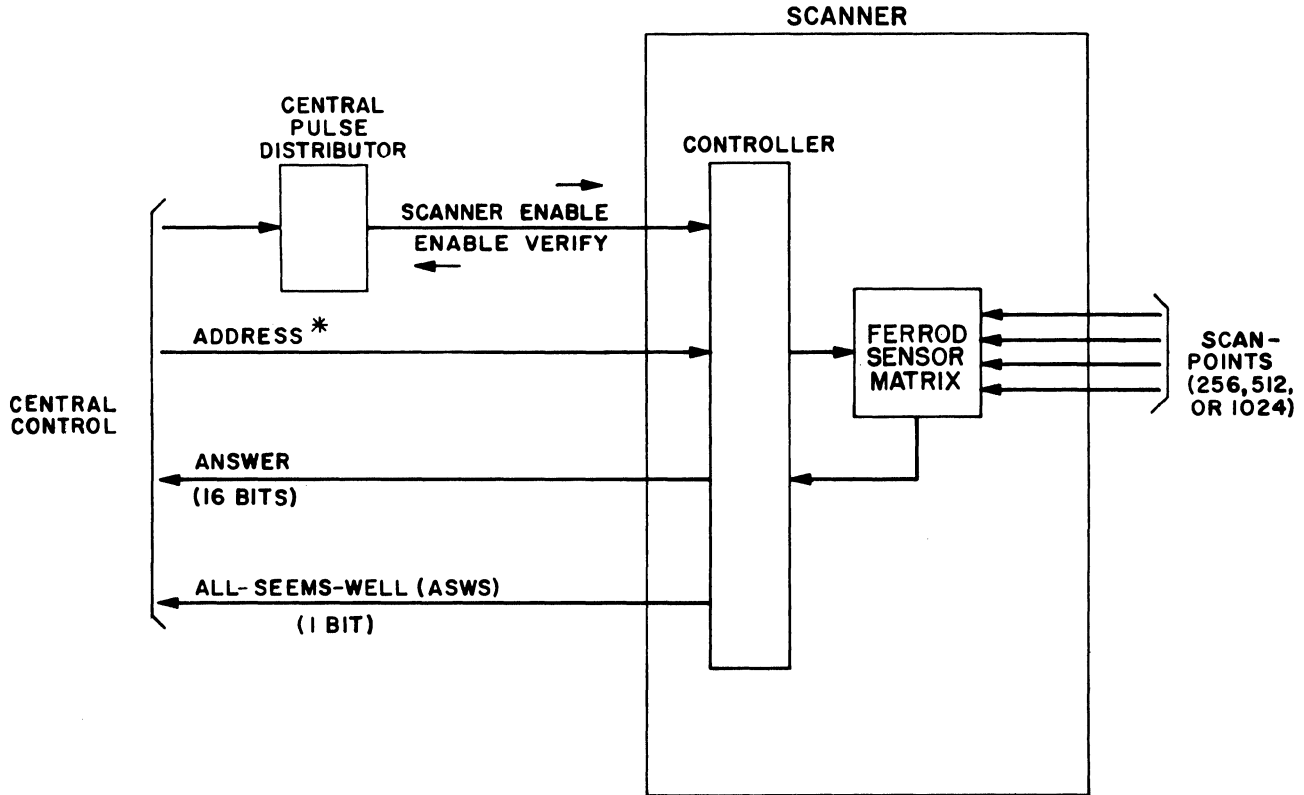 SCANNER
CENTRAL
PULSE
DISTRIBUTOR
CONTROLLER
SCANNER ENABLE
ENABLE VERIFY
ADDRESS *
FERROD
SENSOR
MATRIX
SCAN-
POINTS
(256, 512,
OR 1024)
CENTRAL
CONTROL
ANSWER
(16 BITS)
ALL-SEEMS-WELL (ASWS)
(1 BIT)